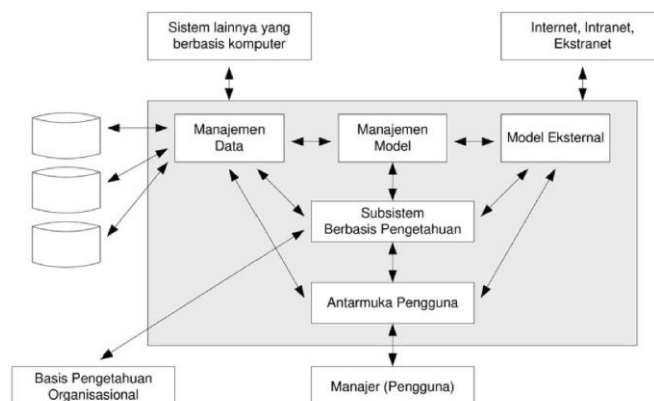 Sistem lainnya yang
berbasis komputer
Internet, Intranet,
Ekstranet
Manajemen
Data
Manajemen
Model
Model Eksternal
Subsistem
Berbasis Pengetahuan
Antarmuka Pengguna
Basis Pengetahuan
Organisasional
Manajer (Pengguna)